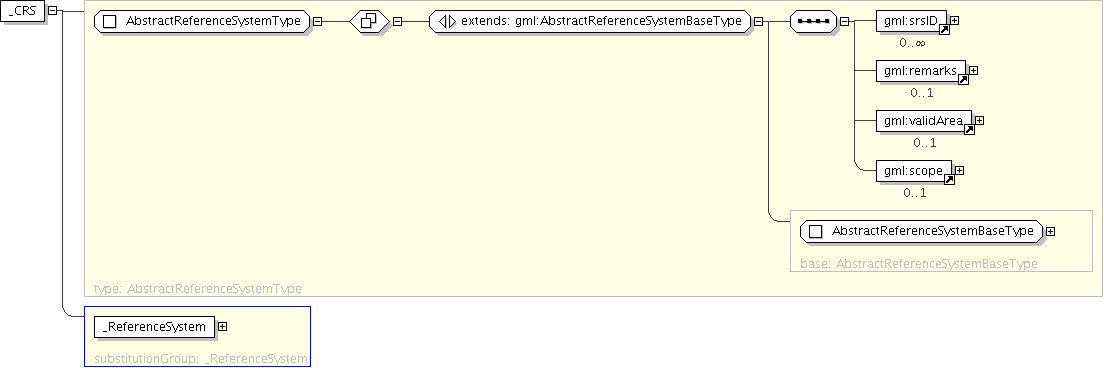 _CRS
AbstractReferenceSystemType
extends: gml:AbstractReferenceSystemBaseType
gml:srsID
0..∞
gml:remarks
0..1
gml:validArea
0..1
gml:scope
0..1
AbstractReferenceSystemBaseType
base: AbstractReferenceSystemBaseType
type: AbstractReferenceSystemType
_ReferenceSystem
substitutionGroup: _ReferenceSystem